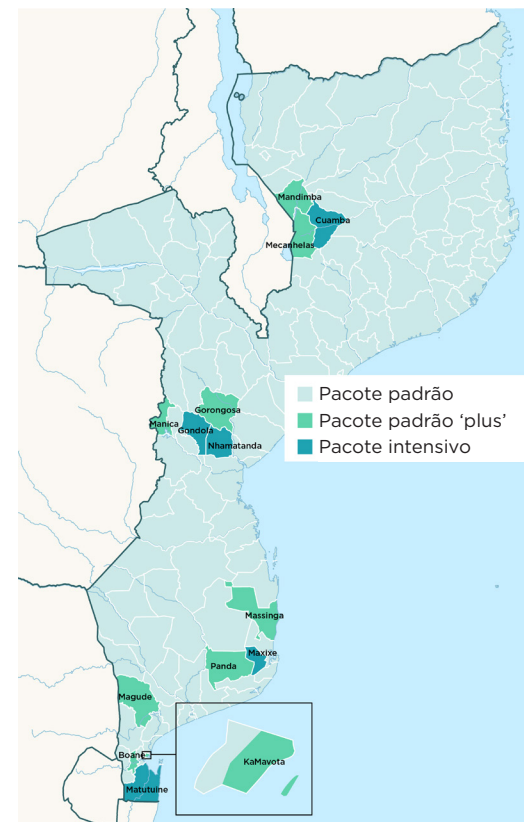 Mandimba
Cuamba
Mecanhelas
Pacote padrão
Pacote padrão ‘plus’
Pacote intensivo
Gorongosa
Manica
Gondola
Nhamatanda
Massinga
Maxixe
Panda
Magude
Boane
KaMavota
Matutuine